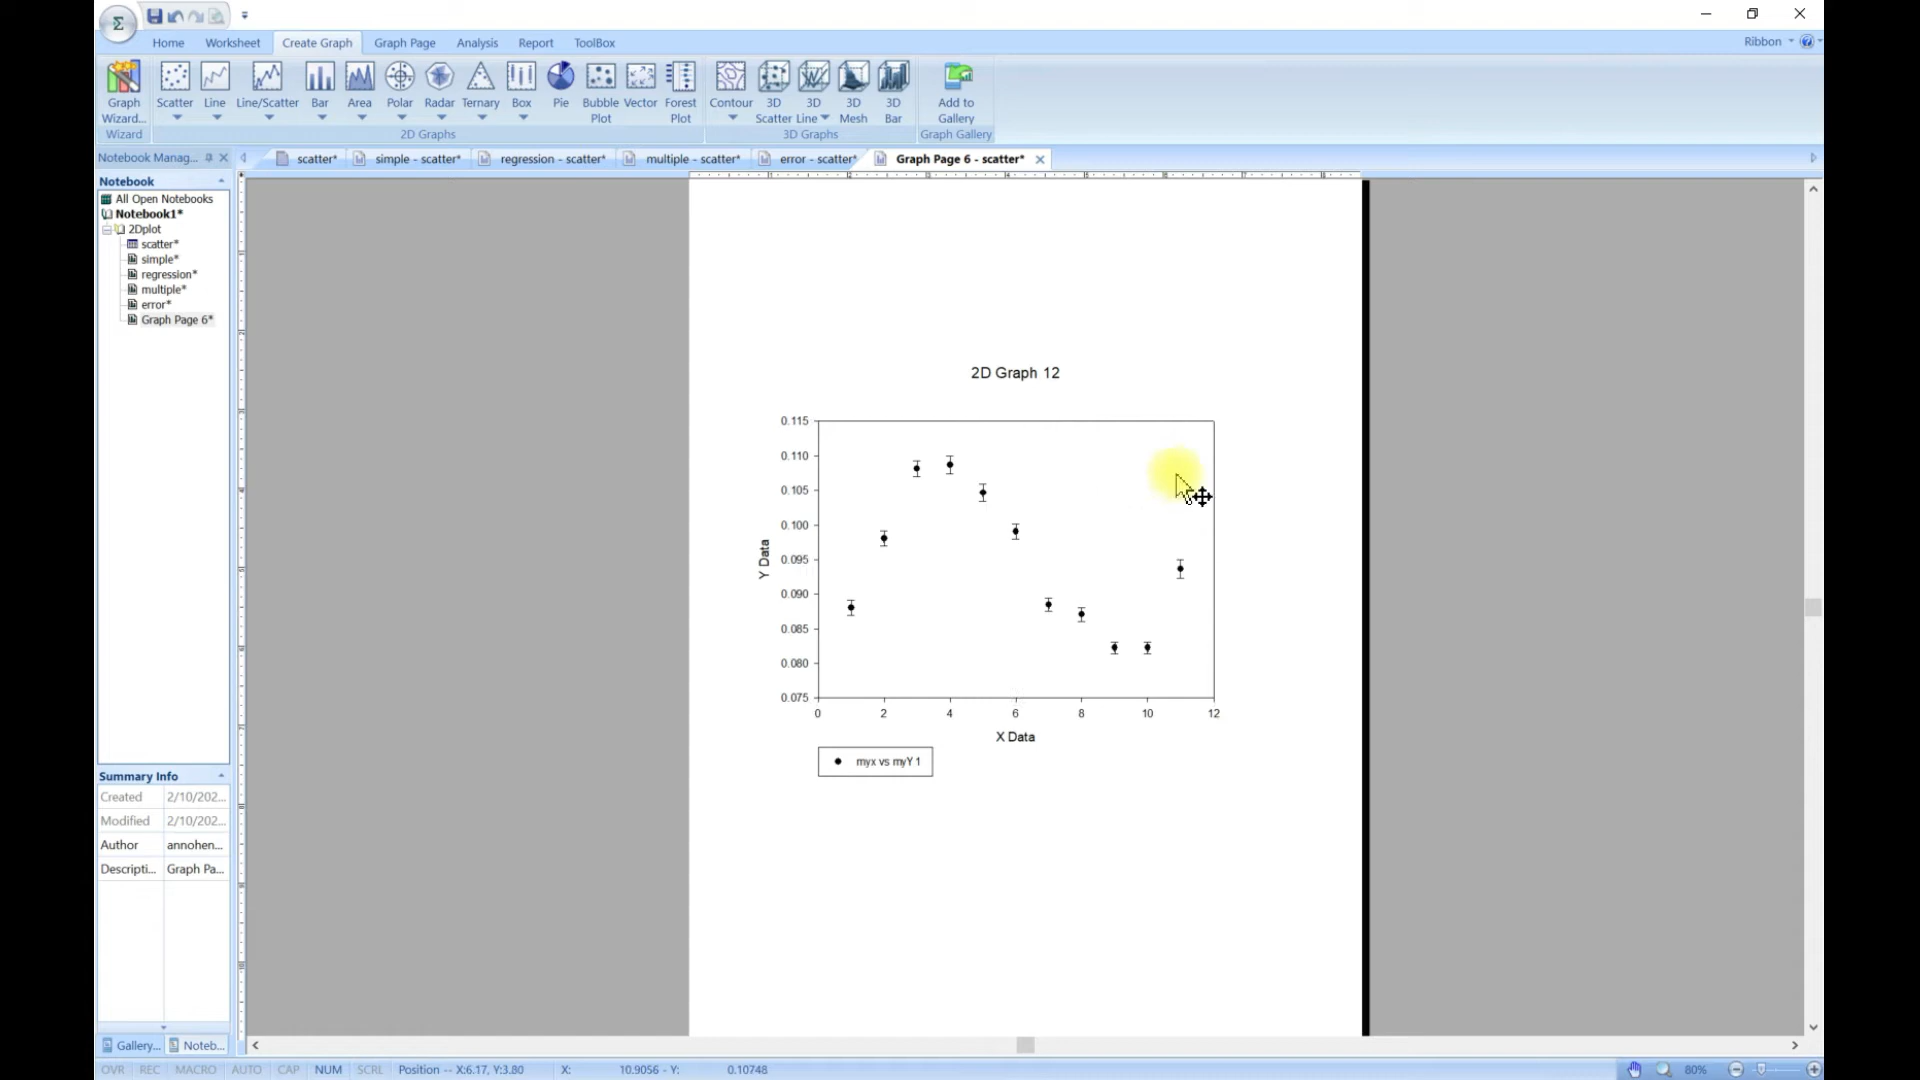 Σ
Home Worksheet Create Graph Graph Page Analysis Report ToolBox Ribbon
Graph Wizard... Scatter Line Line/Scatter Bar Area Polar Radar Ternary Box Pie Bubble Plot Vector Forest Plot Contour 3D Scatter 3D Line 3D Mesh 3D Bar Add to Gallery
Wizard 2D Graphs 3D Graphs Graph Gallery
Notebook Manag... scatter* simple - scatter* regression - scatter* multiple - scatter* error - scatter* Graph Page 6 - scatter*
Notebook
All Open Notebooks
Notebook1*
2Dplot
scatter*
simple*
regression*
multiple*
error*
Graph Page 6*
2D Graph 12
0.115
0.110
0.105
0.100
0.095
0.090
0.085
0.080
0.075
Y Data
0 2 4 6 8 10 12
X Data
myx vs myY 1
Summary Info
Created 2/10/202...
Modified 2/10/202...
Author annohen...
Descripti... Graph Pa...
Gallery... Noteb...
OVR REC MACRO AUTO CAP NUM SCRL Position -- X:6.17, Y:3.80 X: 10.9056 - Y: 0.10748 80%